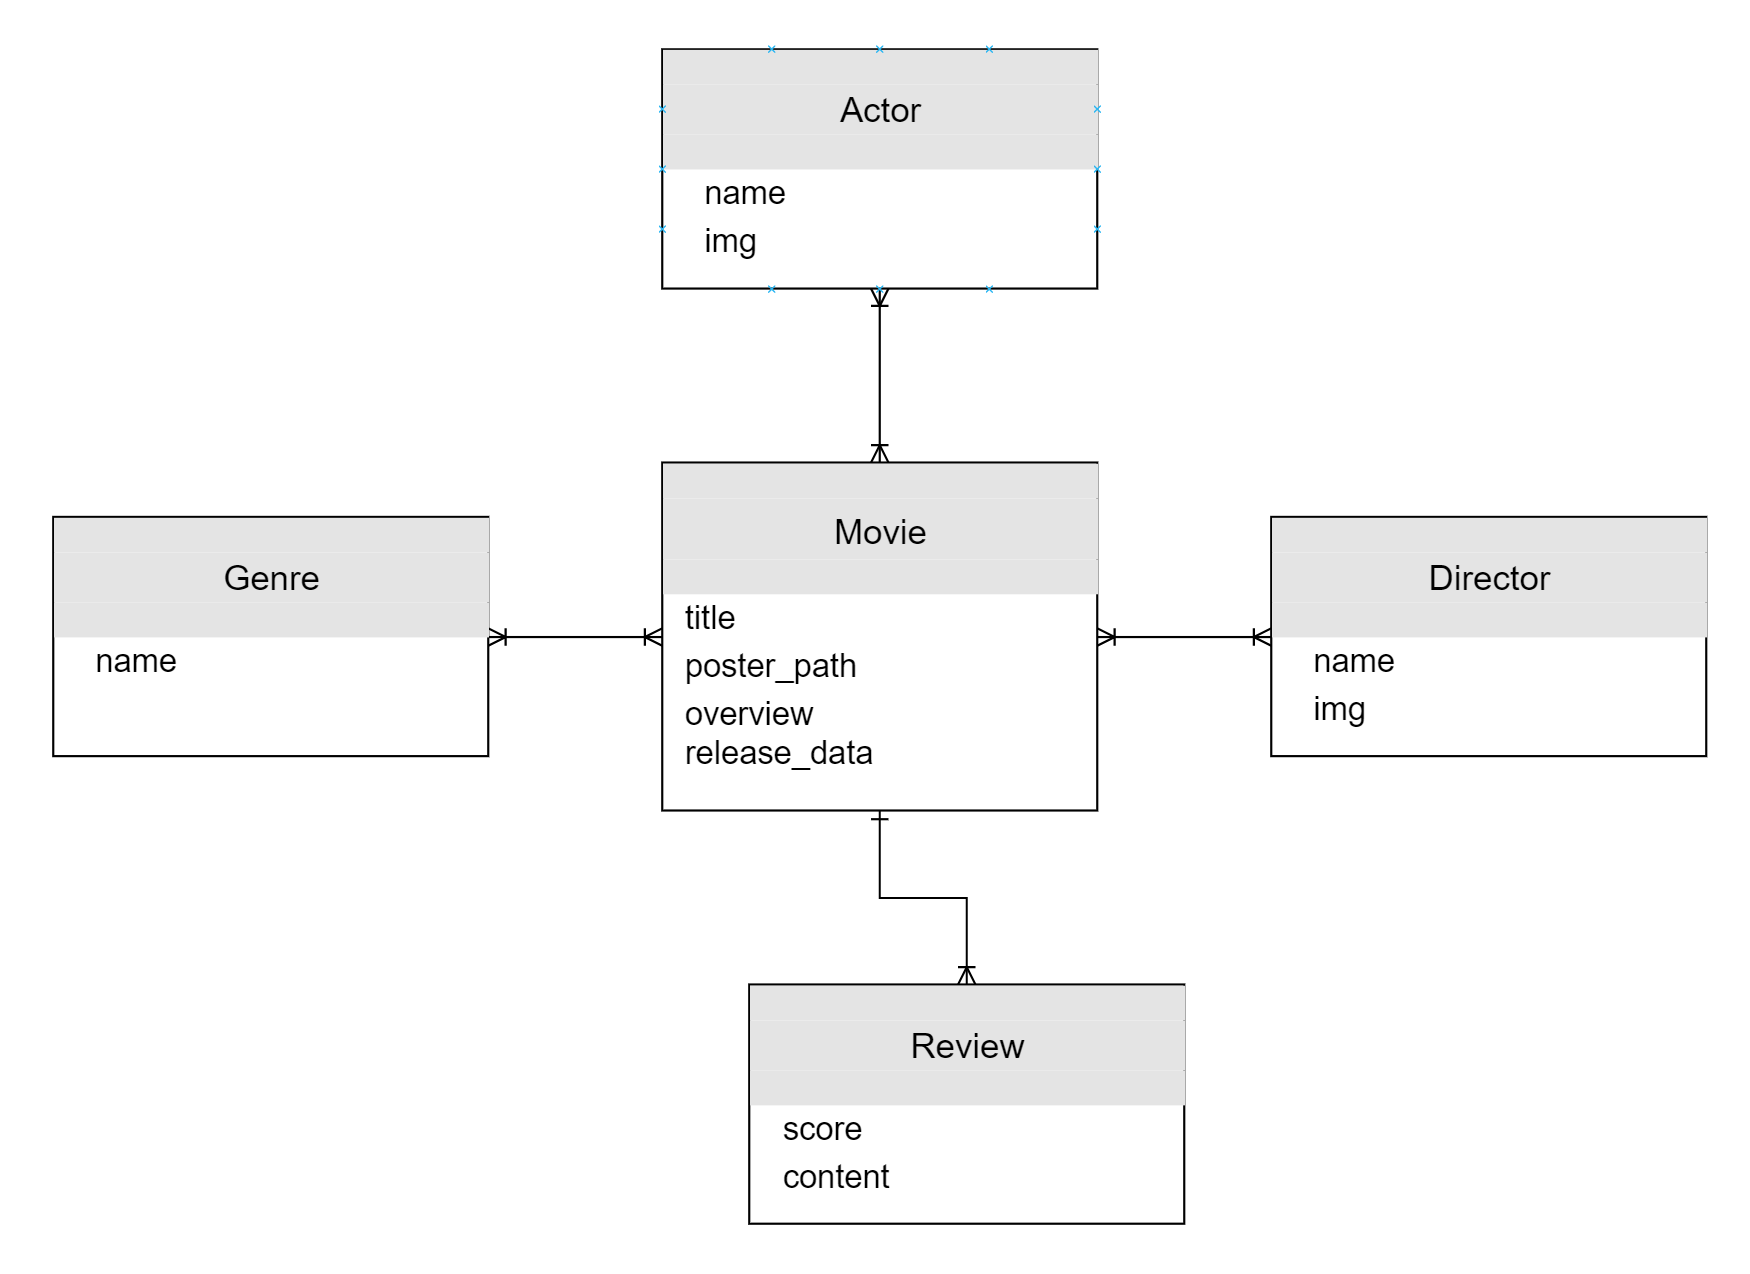 Actor
name
img
Movie
title
poster_path
overview
release_data
Genre
name
Director
name
img
Review
score
content